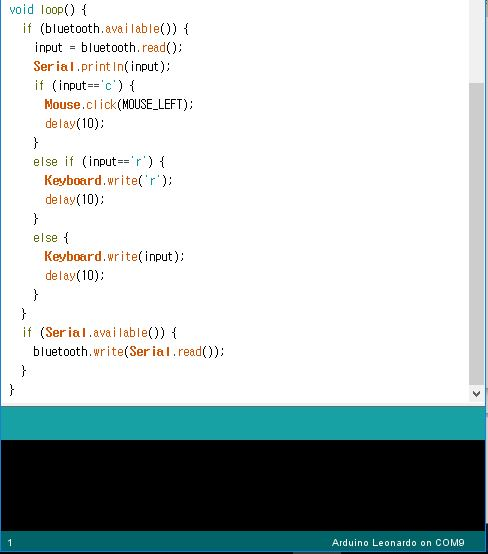 void loop() {
  if (bluetooth.available()) {
    input = bluetooth.read();
    Serial.println(input);
    if (input=='c') {
      Mouse.click(MOUSE_LEFT);
      delay(10);
    }
    else if (input=='r') {
      Keyboard.write('r');
      delay(10);
    }
    else {
      Keyboard.write(input);
      delay(10);
    }
  }
  if (Serial.available()) {
    bluetooth.write(Serial.read());
  }
}
1 Arduino Leonardo on COM9